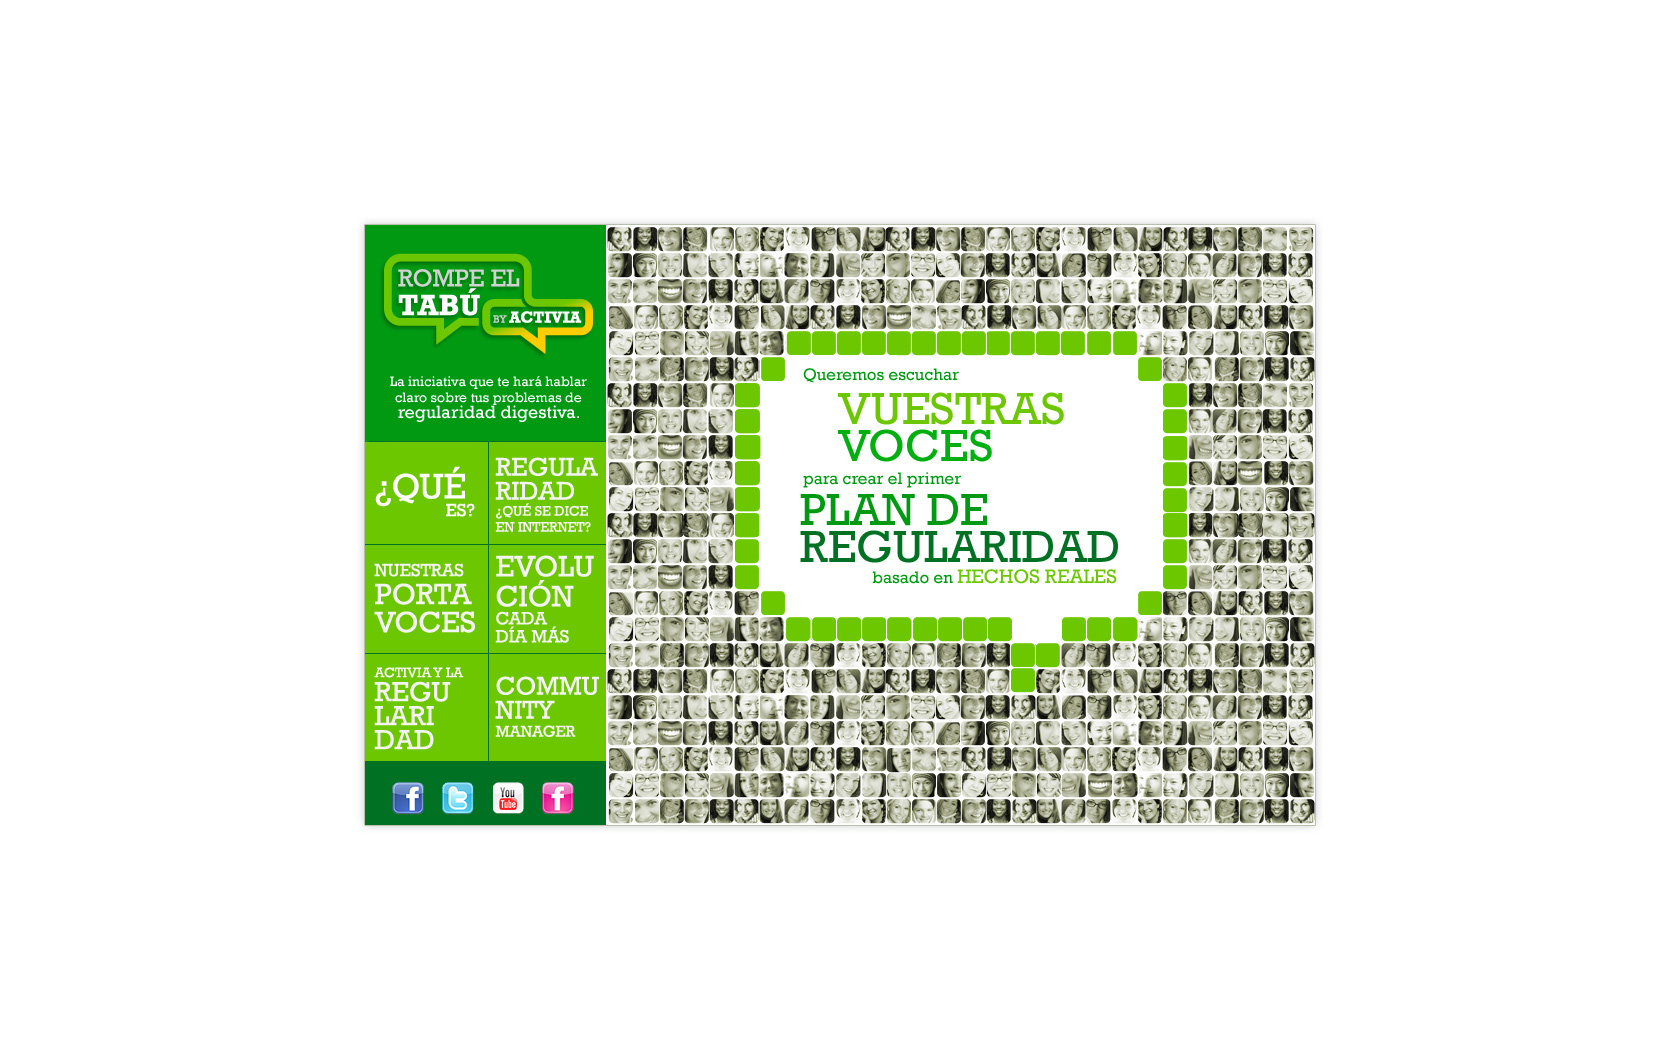 ROMPE EL
TABÚ
BY ACTIVIA
La iniciativa que te hará hablar
claro sobre tus problemas de
regularidad digestiva.
¿QUÉ
ES?
REGULA
RIDAD
¿QUÉ SE DICE
EN INTERNET?
NUESTRAS
PORTA
VOCES
EVOLU
CIÓN
CADA
DÍA MÁS
ACTIVIA Y LA
REGU
LARI
DAD
COMMU
NITY
MANAGER
f
t
You
Tube
f
Queremos escuchar
VUESTRAS
VOCES
para crear el primer
PLAN DE
REGULARIDAD
basado en HECHOS REALES